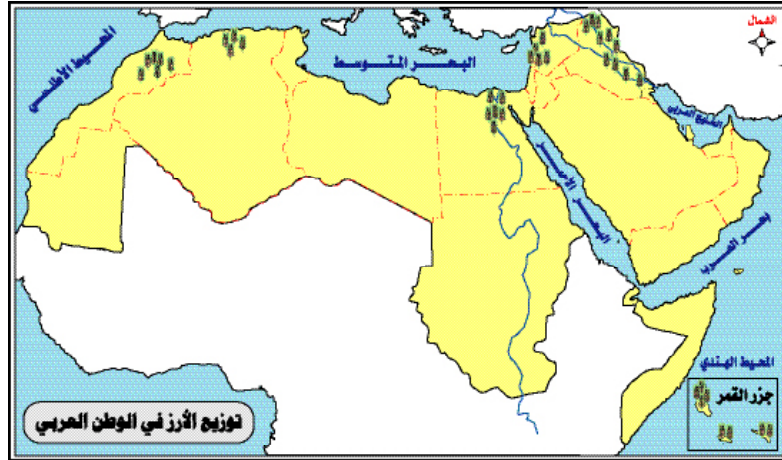 الشمال
المحيط الأطلسي
البحر المتوسط
الخليج العربي
البحر الأحمر
بحر العرب
المحيط الهندي
جزر القمر
توزيع الأرز في الوطن العربي